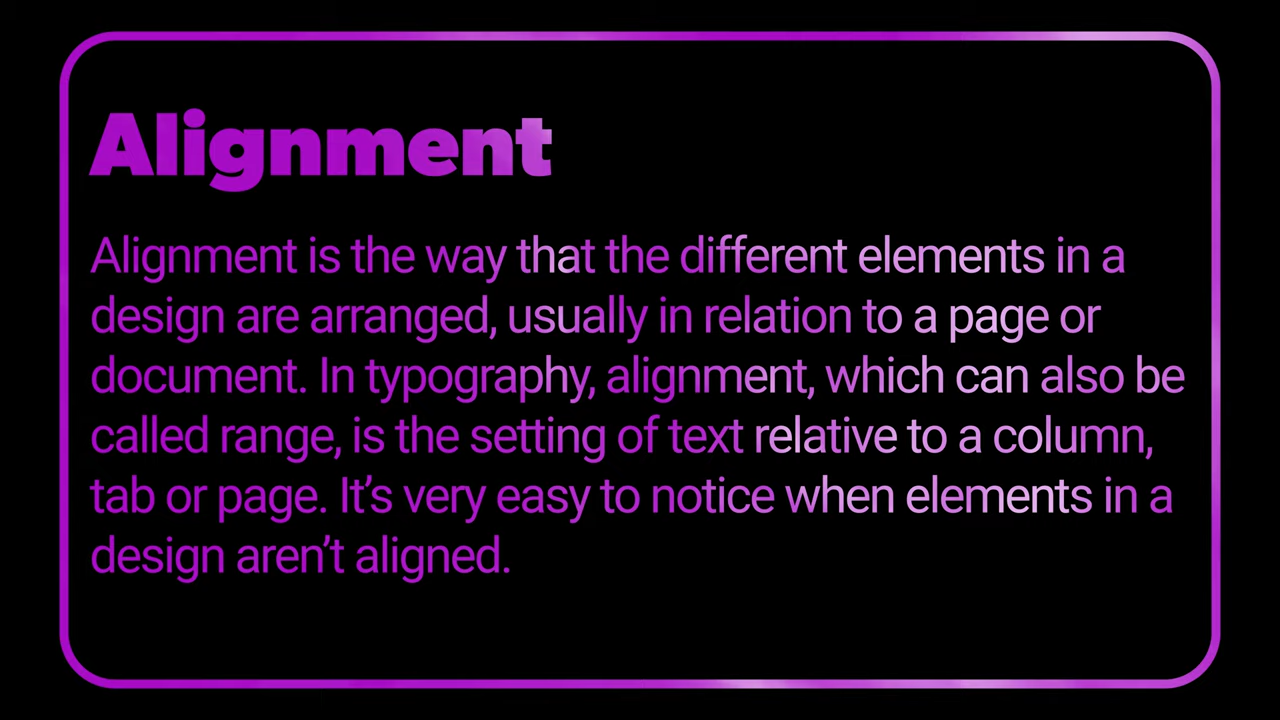 Alignment
Alignment is the way that the different elements in a
design are arranged, usually in relation to a page or
document. In typography, alignment, which can also be
called range, is the setting of text relative to a column,
tab or page. It’s very easy to notice when elements in a
design aren’t aligned.